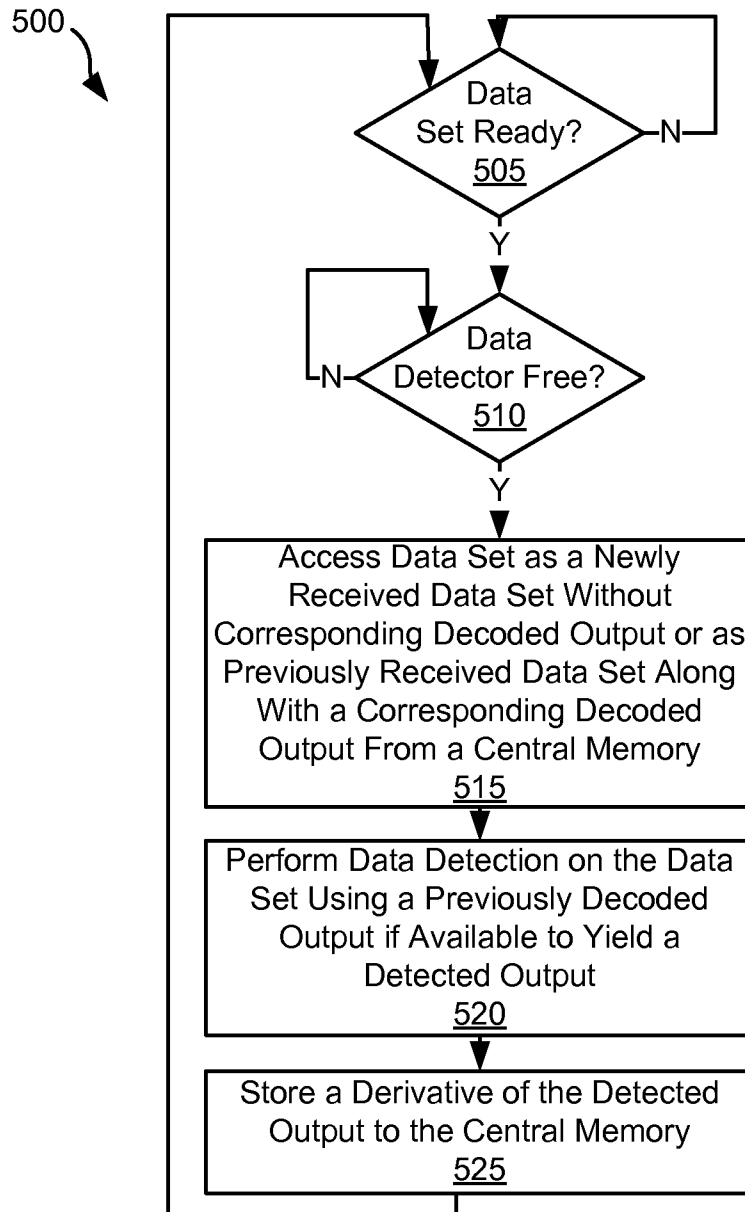 500
Data
Set Ready?
505
N
Y
Data
Detector Free?
510
N
Y
Access Data Set as a Newly
Received Data Set Without
Corresponding Decoded Output or as
Previously Received Data Set Along
With a Corresponding Decoded
Output From a Central Memory
515
Perform Data Detection on the Data
Set Using a Previously Decoded
Output if Available to Yield a
Detected Output
520
Store a Derivative of the Detected
Output to the Central Memory
525